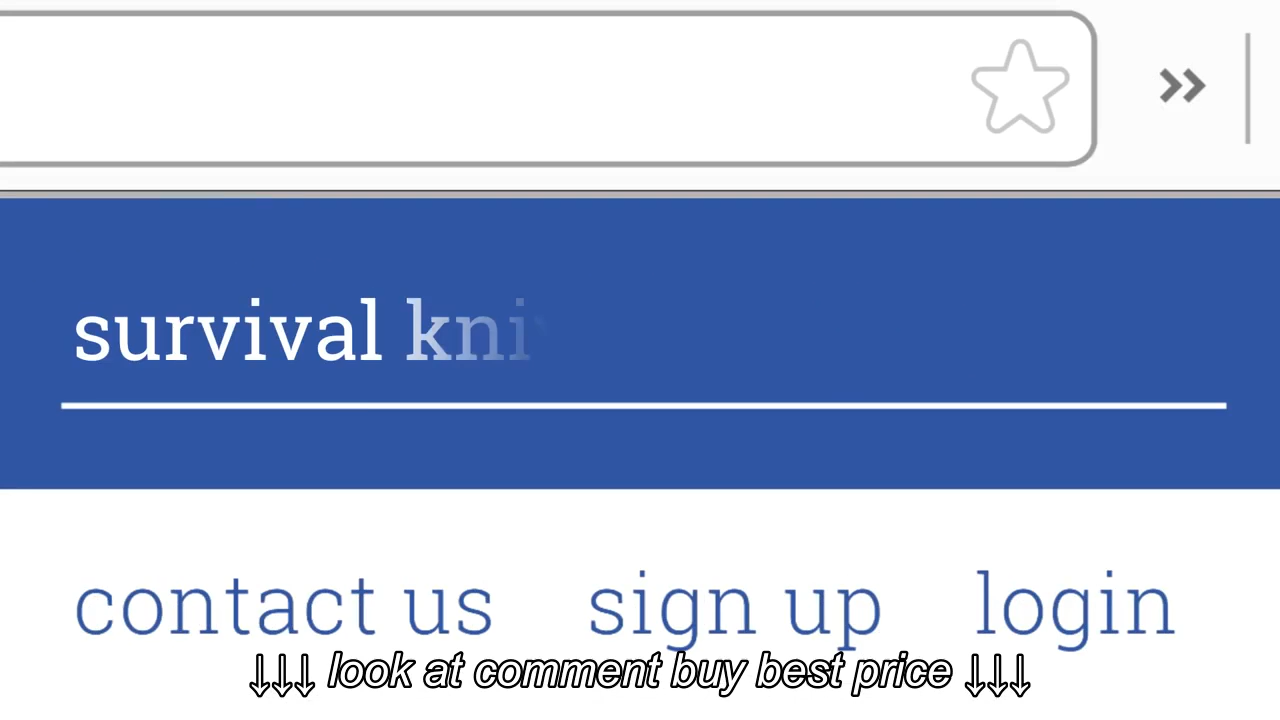 survival kni
contact us sign up login
↓↓↓ look at comment buy best price ↓↓↓